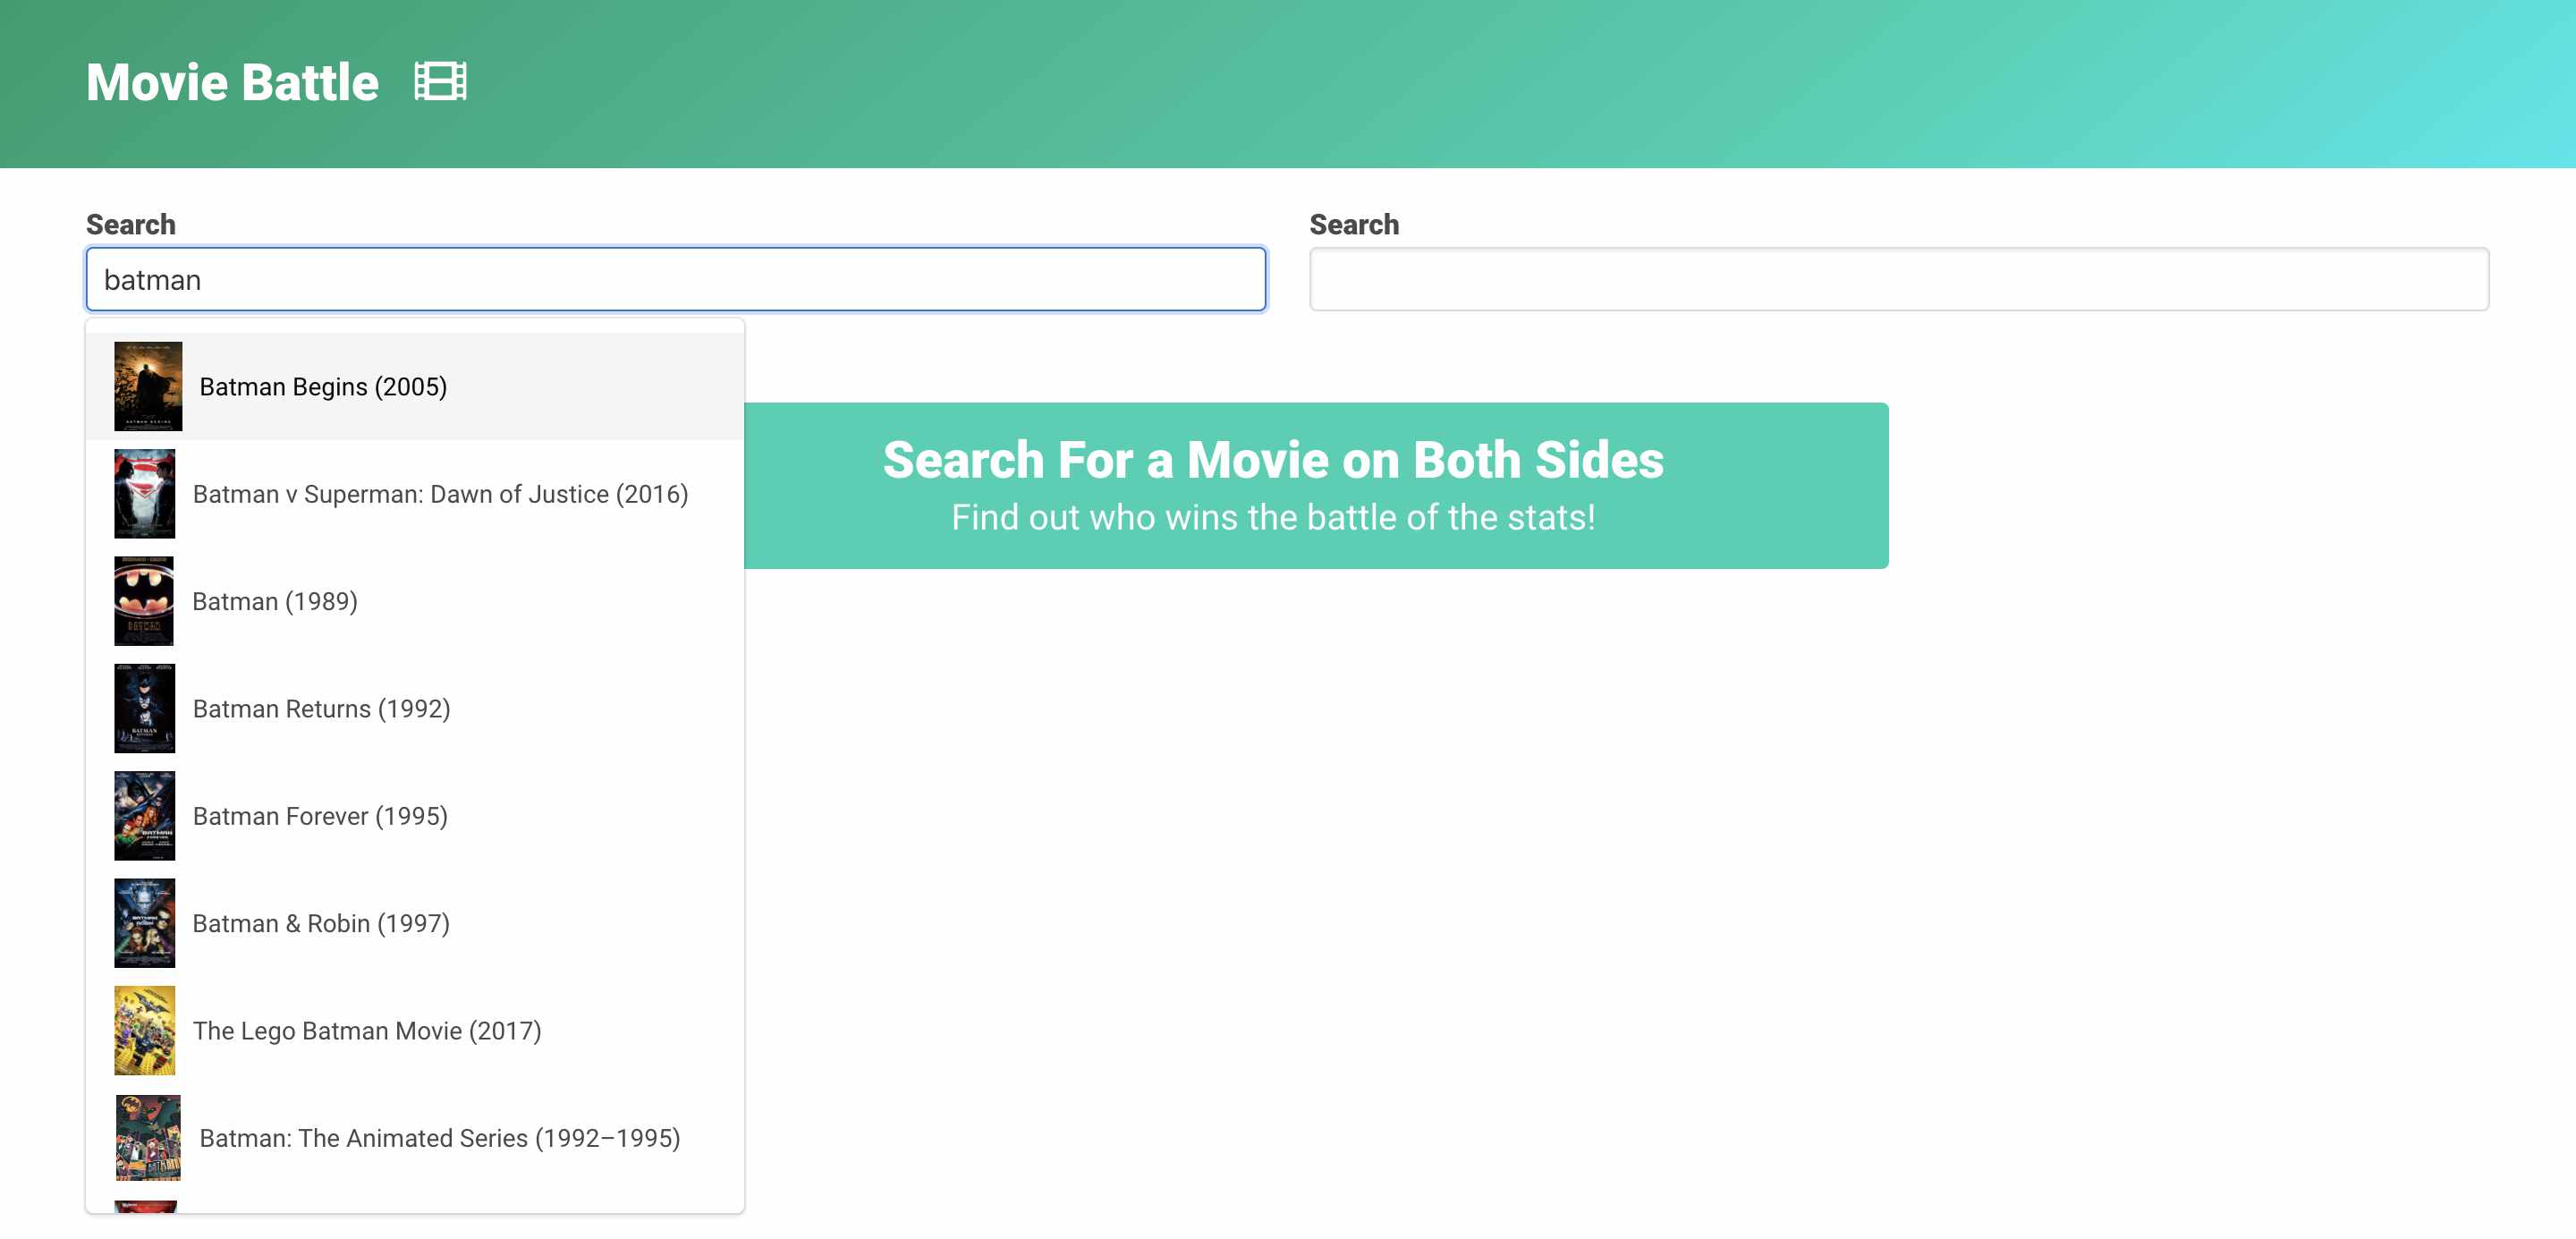 Movie Battle
Search
Search
batman
Batman Begins (2005)
Batman v Superman: Dawn of Justice (2016)
Batman (1989)
Batman Returns (1992)
Batman Forever (1995)
Batman & Robin (1997)
The Lego Batman Movie (2017)
Batman: The Animated Series (1992–1995)
Search For a Movie on Both Sides
Find out who wins the battle of the stats!